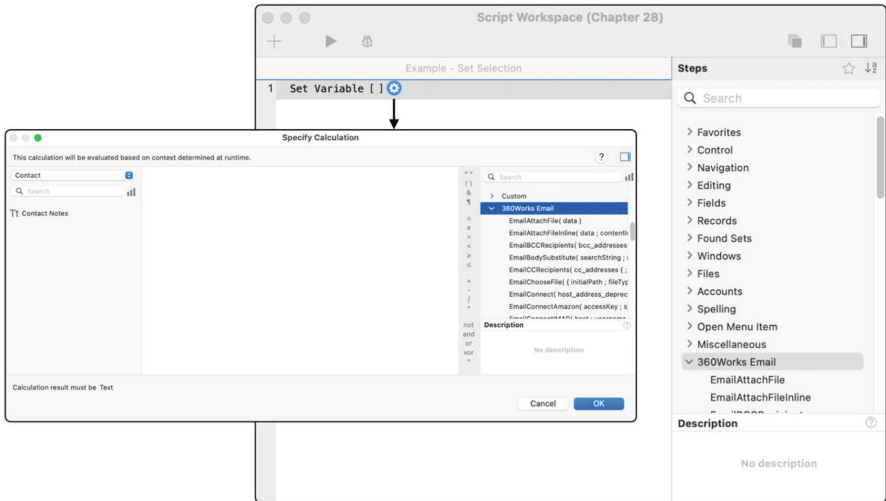 Script Workspace (Chapter 28)
Example - Set Selection
1 Set Variable [ ]
Steps
Search
> Favorites
> Control
> Navigation
> Editing
> Fields
> Records
> Found Sets
> Windows
> Files
> Accounts
> Spelling
> Open Menu Item
> Miscellaneous
360Works Email
EmailAttachFile
EmailAttachFileInline
Description
No description
Specify Calculation
This calculation will be evaluated based on context determined at runtime.
?
Contact
Search
Tt Contact Notes
" "
( )
&
¶
=
≠
>
<
≥
≤
+
-
/
*
not
and
or
xor
^
Search
> Custom
360Works Email
EmailAttachFile( data )
EmailAttachFileInline( data ; contentI
EmailBCCRecipients( bcc_addresses
EmailBodySubstitute( searchString ;
EmailCCRecipients( cc_addresses { ;
EmailChooseFile( { initialPath ; fileTyp
EmailConnect( host_address_deprec
EmailConnectAmazon( accessKey ; s
Description
No description
Calculation result must be Text
Cancel
OK